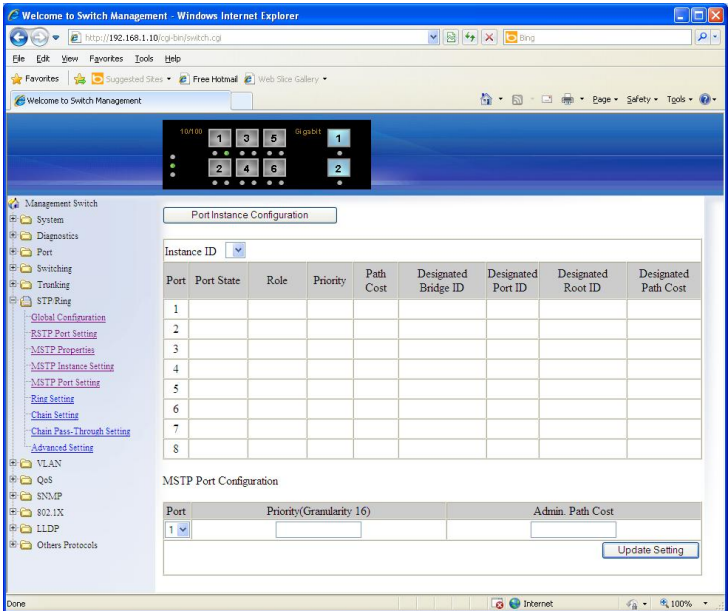 Welcome to Switch Management - Windows Internet Explorer
http://192.168.1.10/cgi-bin/switch.cgi
Bing
File Edit View Favorites Tools Help
Favorites Suggested Sites Free Hotmail Web Slice Gallery
Welcome to Switch Management
Page Safety Tools
10/100 1 3 5 Gigabit 1
2 4 6 2
Management Switch
System
Diagnostics
Port
Switching
Trunking
STP/Ring
Global Configuration
RSTP Port Setting
MSTP Properties
MSTP Instance Setting
MSTP Port Setting
Ring Setting
Chain Setting
Chain Pass-Through Setting
Advanced Setting
VLAN
QoS
SNMP
802.1X
LLDP
Others Protocols
Port Instance Configuration
Instance ID
Port Port State Role Priority Path Cost Designated Bridge ID Designated Port ID Designated Root ID Designated Path Cost
1
2
3
4
5
6
7
8
MSTP Port Configuration
Port Priority(Granularity 16) Admin. Path Cost
1
Update Setting
Done Internet 100%